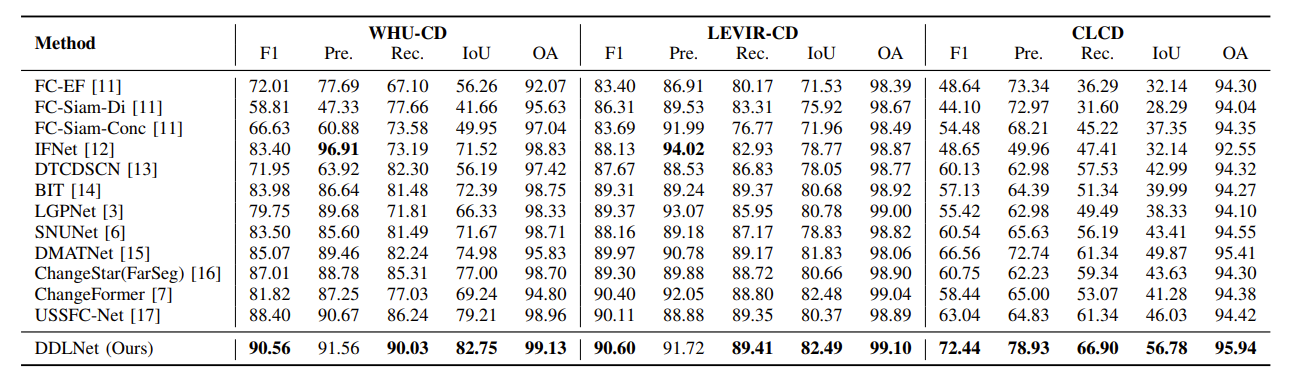 Method WHU-CD LEVIR-CD CLCD
F1 Pre. Rec. IoU OA F1 Pre. Rec. IoU OA F1 Pre. Rec. IoU OA
FC-EF [11] 72.01 77.69 67.10 56.26 92.07 83.40 86.91 80.17 71.53 98.39 48.64 73.34 36.29 32.14 94.30
FC-Siam-Di [11] 58.81 47.33 77.66 41.66 95.63 86.31 89.53 83.31 75.92 98.67 44.10 72.97 31.60 28.29 94.04
FC-Siam-Conc [11] 66.63 60.88 73.58 49.95 97.04 83.69 91.99 76.77 71.96 98.49 54.48 68.21 45.22 37.35 94.35
IFNet [12] 83.40 96.91 73.19 71.52 98.83 88.13 94.02 82.93 78.77 98.87 48.65 49.96 47.41 32.14 92.55
DTCDSCN [13] 71.95 63.92 82.30 56.19 97.42 87.67 88.53 86.83 78.05 98.77 60.13 62.98 57.53 42.99 94.32
BIT [14] 83.98 86.64 81.48 72.39 98.75 89.31 89.24 89.37 80.68 98.92 57.13 64.39 51.34 39.99 94.27
LGPNet [3] 79.75 89.68 71.81 66.33 98.33 89.37 93.07 85.95 80.78 99.00 55.42 62.98 49.49 38.33 94.10
SNUNet [6] 83.50 85.60 81.49 71.67 98.71 88.16 89.18 87.17 78.83 98.82 60.54 65.63 56.19 43.41 94.55
DMATNet [15] 85.07 89.46 82.24 74.98 95.83 89.97 90.78 89.17 81.83 98.06 66.56 72.74 61.34 49.87 95.41
ChangeStar(FarSeg) [16] 87.01 88.78 85.31 77.00 98.70 89.30 89.88 88.72 80.66 98.90 60.75 62.23 59.34 43.63 94.30
ChangeFormer [7] 81.82 87.25 77.03 69.24 94.80 90.40 92.05 88.80 82.48 99.04 58.44 65.00 53.07 41.28 94.38
USSFC-Net [17] 88.40 90.67 86.24 79.21 98.96 90.11 88.88 89.35 80.37 98.89 63.04 64.83 61.34 46.03 94.42
DDLNet (Ours) 90.56 91.56 90.03 82.75 99.13 90.60 91.72 89.41 82.49 99.10 72.44 78.93 66.90 56.78 95.94